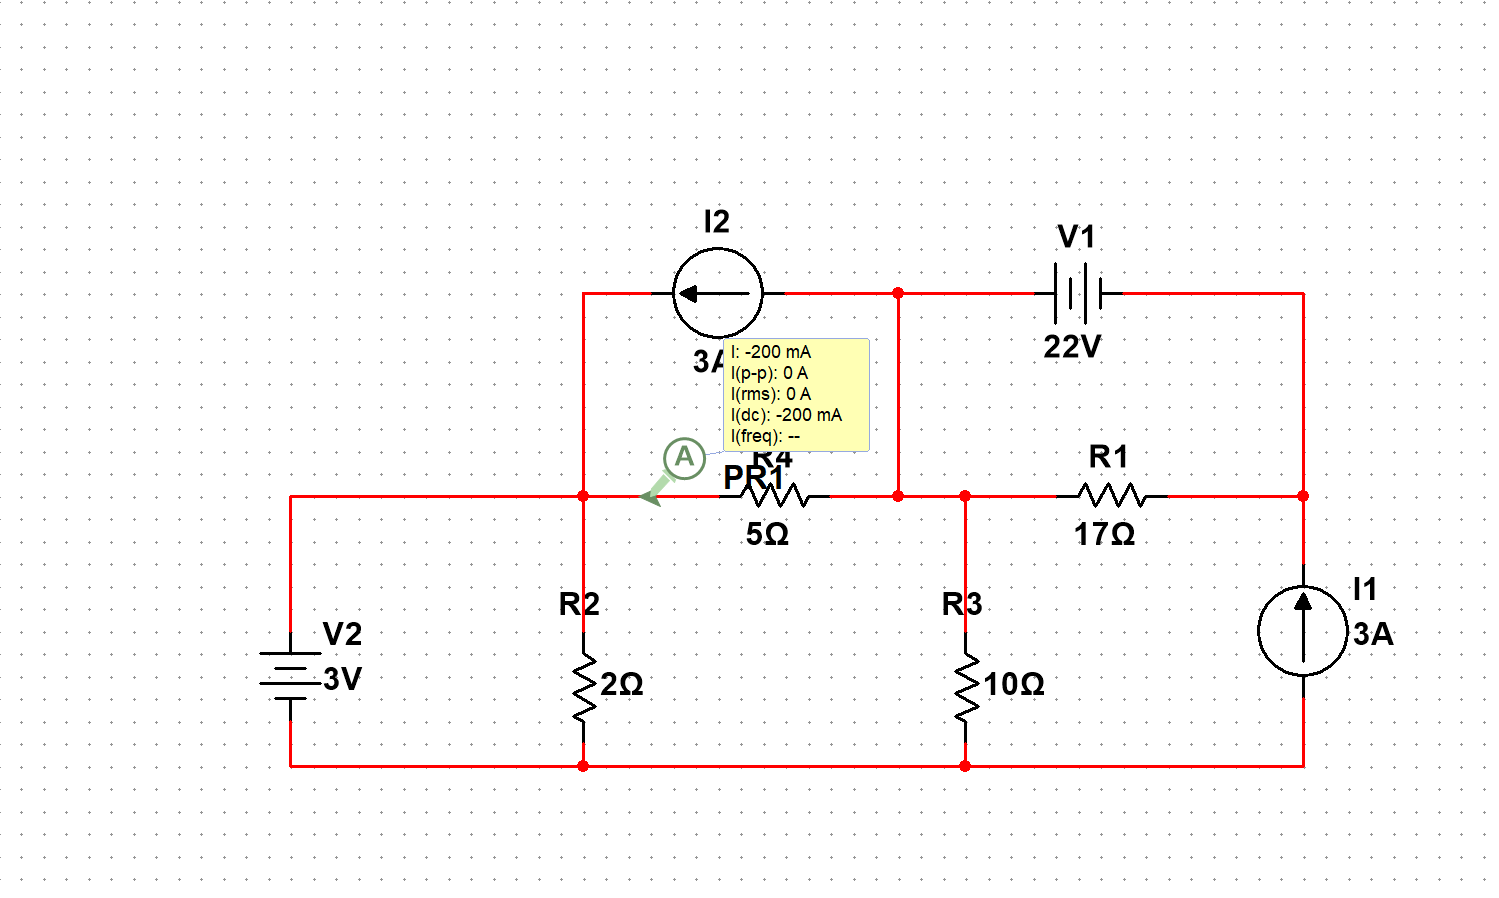 I2
V1
22V
3A
I: -200 mA
I(p-p): 0 A
I(rms): 0 A
I(dc): -200 mA
I(freq): --
A
R4
PR1
5Ω
R1
17Ω
R2
2Ω
R3
10Ω
V2
3V
I1
3A